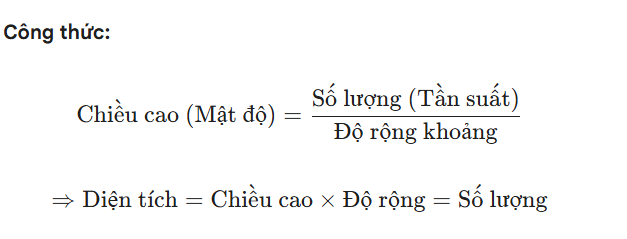 Công thức:
Chiều cao (Mật độ) = Số lượng (Tần suất) / Độ rộng khoảng
⇒ Diện tích = Chiều cao × Độ rộng = Số lượng